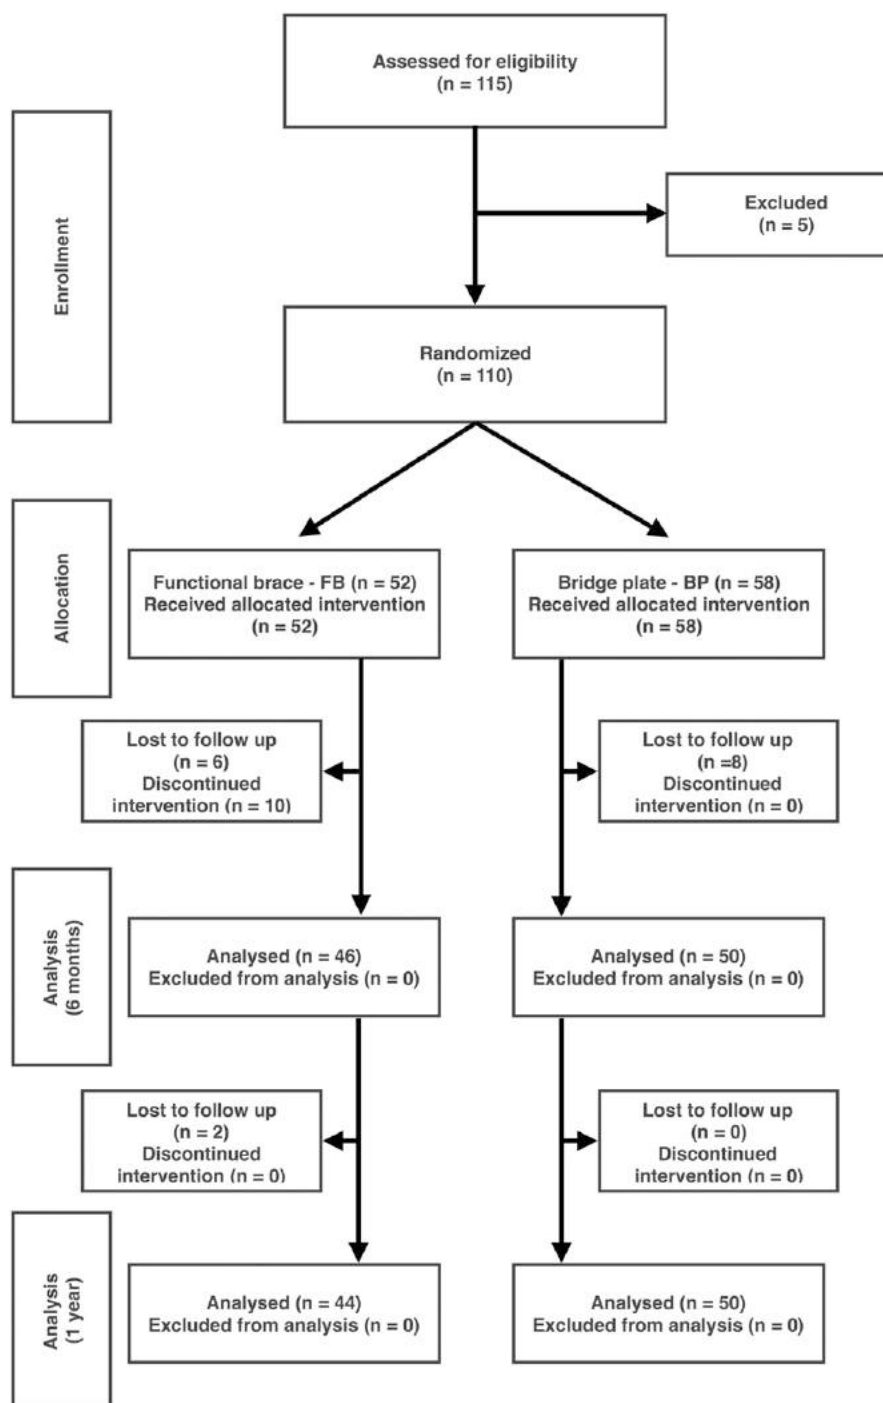 Assessed for eligibility
(n = 115)
Enrollment
Excluded
(n = 5)
Randomized
(n = 110)
Allocation
Functional brace - FB (n = 52)
Received allocated intervention
(n = 52)
Bridge plate - BP (n = 58)
Received allocated intervention
(n = 58)
Lost to follow up
(n = 6)
Discontinued
intervention (n = 10)
Lost to follow up
(n =8)
Discontinued
intervention (n = 0)
Analysis
(6 months)
Analysed (n = 46)
Excluded from analysis (n = 0)
Analysed (n = 50)
Excluded from analysis (n = 0)
Lost to follow up
(n = 2)
Discontinued
intervention (n = 0)
Lost to follow up
(n = 0)
Discontinued
intervention (n = 0)
Analysis
(1 year)
Analysed (n = 44)
Excluded from analysis (n = 0)
Analysed (n = 50)
Excluded from analysis (n = 0)